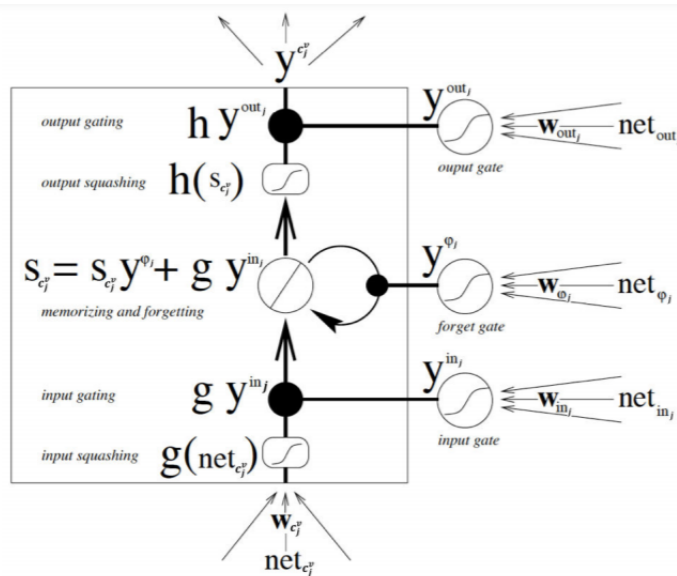 y^{c_j^v}
output gating h y^{out_j} y^{out_j} w_{out_j} net_{out}
ouput gate
output squashing h(s_{c_j^v})
s_{c_j^v} = s_{c_j^v} y^{φ_j} + g y^{in_j} y^{φ_j} w_{φ_j} net_{φ_j}
memorizing and forgetting
forget gate
input gating g y^{in_j} y^{in_j} w_{in_j} net_{in_j}
input gate
input squashing g(net_{c_j^v})
w_{c_j^v}
net_{c_j^v}